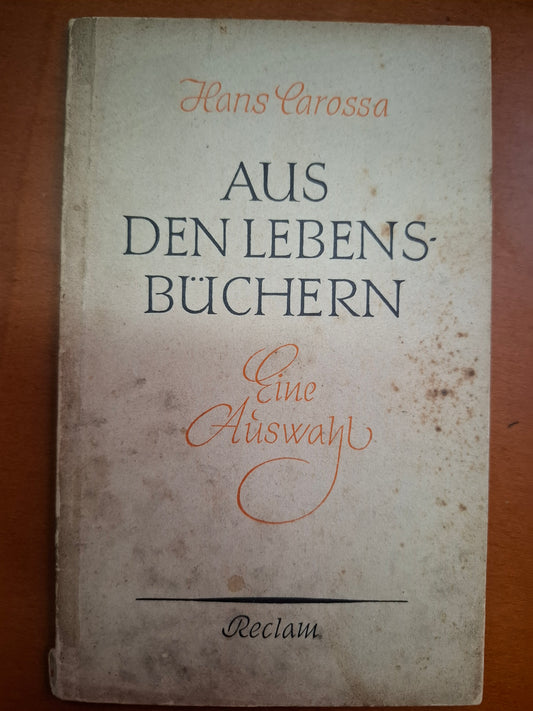 Hans Carossa
AUS
DEN LEBENS-
BÜCHERN
Eine
Auswahl
Reclam